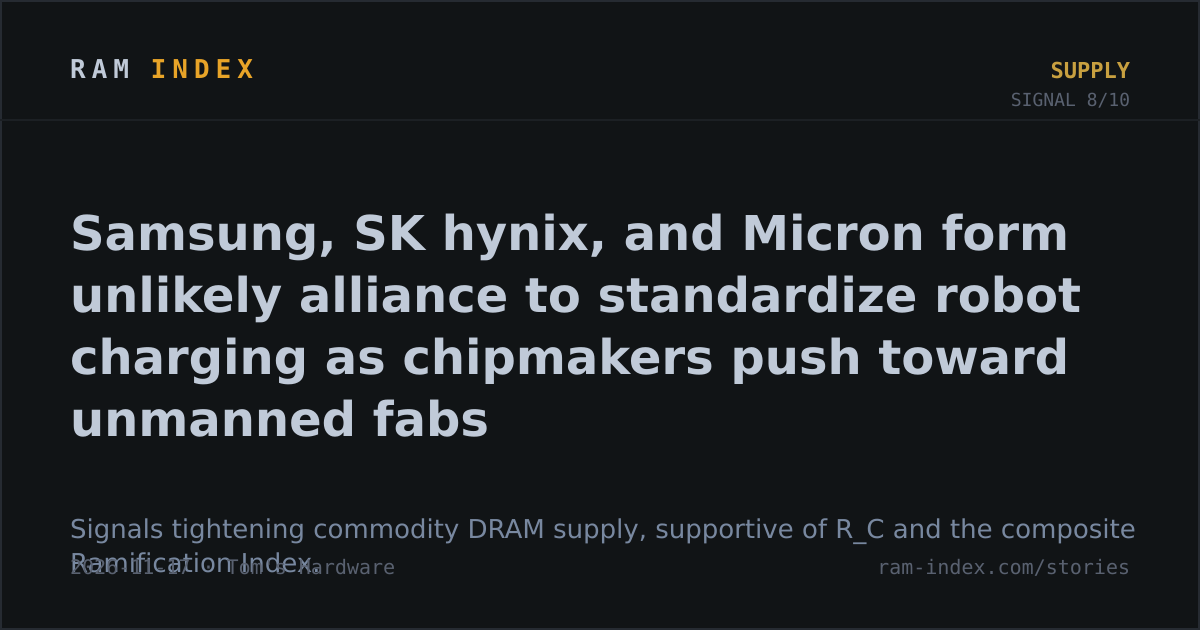 RAM INDEX
SUPPLY
SIGNAL 8/10
Samsung, SK hynix, and Micron form
unlikely alliance to standardize robot
charging as chipmakers push toward
unmanned fabs
Signals tightening commodity DRAM supply, supportive of R_C and the composite
Ramification Index.
Tom's Hardware
ram-index.com/stories